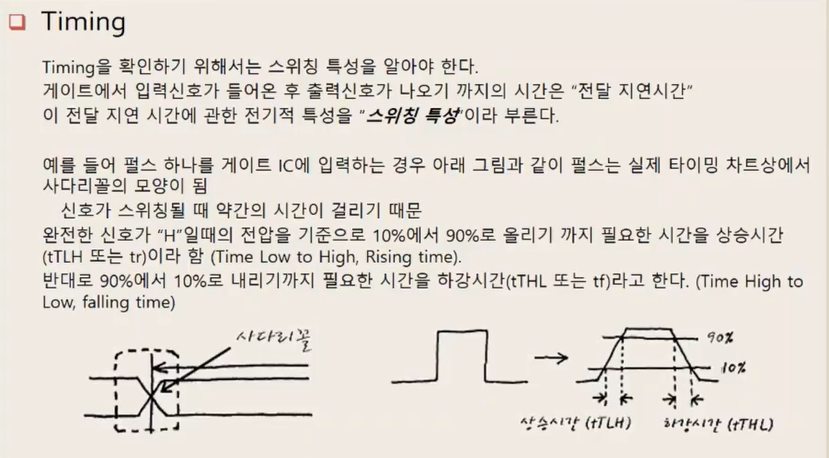 Timing
Timing을 확인하기 위해서는 스위칭 특성을 알아야 한다.
게이트에서 입력신호가 들어온 후 출력신호가 나오기 까지의 시간은 “전달 지연시간”
이 전달 지연 시간에 관한 전기적 특성을 “스위칭 특성”이라 부른다.
예를 들어 펄스 하나를 게이트 IC에 입력하는 경우 아래 그림과 같이 펄스는 실제 타이밍 차트상에서
사다리꼴의 모양이 됨
신호가 스위칭될 때 약간의 시간이 걸리기 때문
완전한 신호가 “H”일때의 전압을 기준으로 10%에서 90%로 올리기 까지 필요한 시간을 상승시간
(tTLH 또는 tr)이라 함 (Time Low to High, Rising time).
반대로 90%에서 10%로 내리기까지 필요한 시간을 하강시간(tTHL 또는 tf)라고 한다. (Time High to
Low, falling time)
사다리꼴
90%
10%
상승시간 (tTLH) 하강시간 (tTHL)